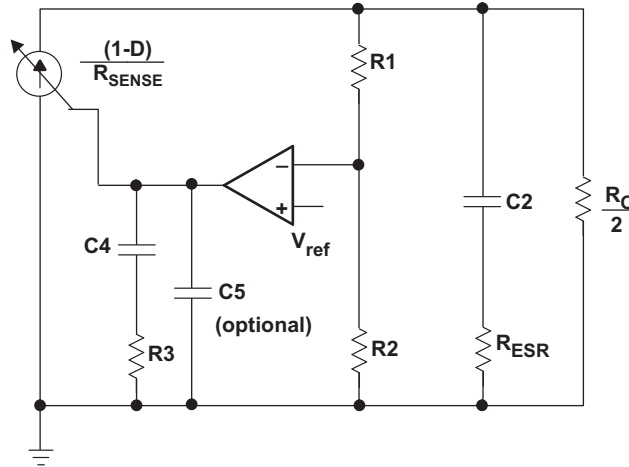 (1-D)
R_SENSE
R1
−
+
V_ref
C2
R_O
2
C4
C5
(optional)
R3
R2
R_ESR